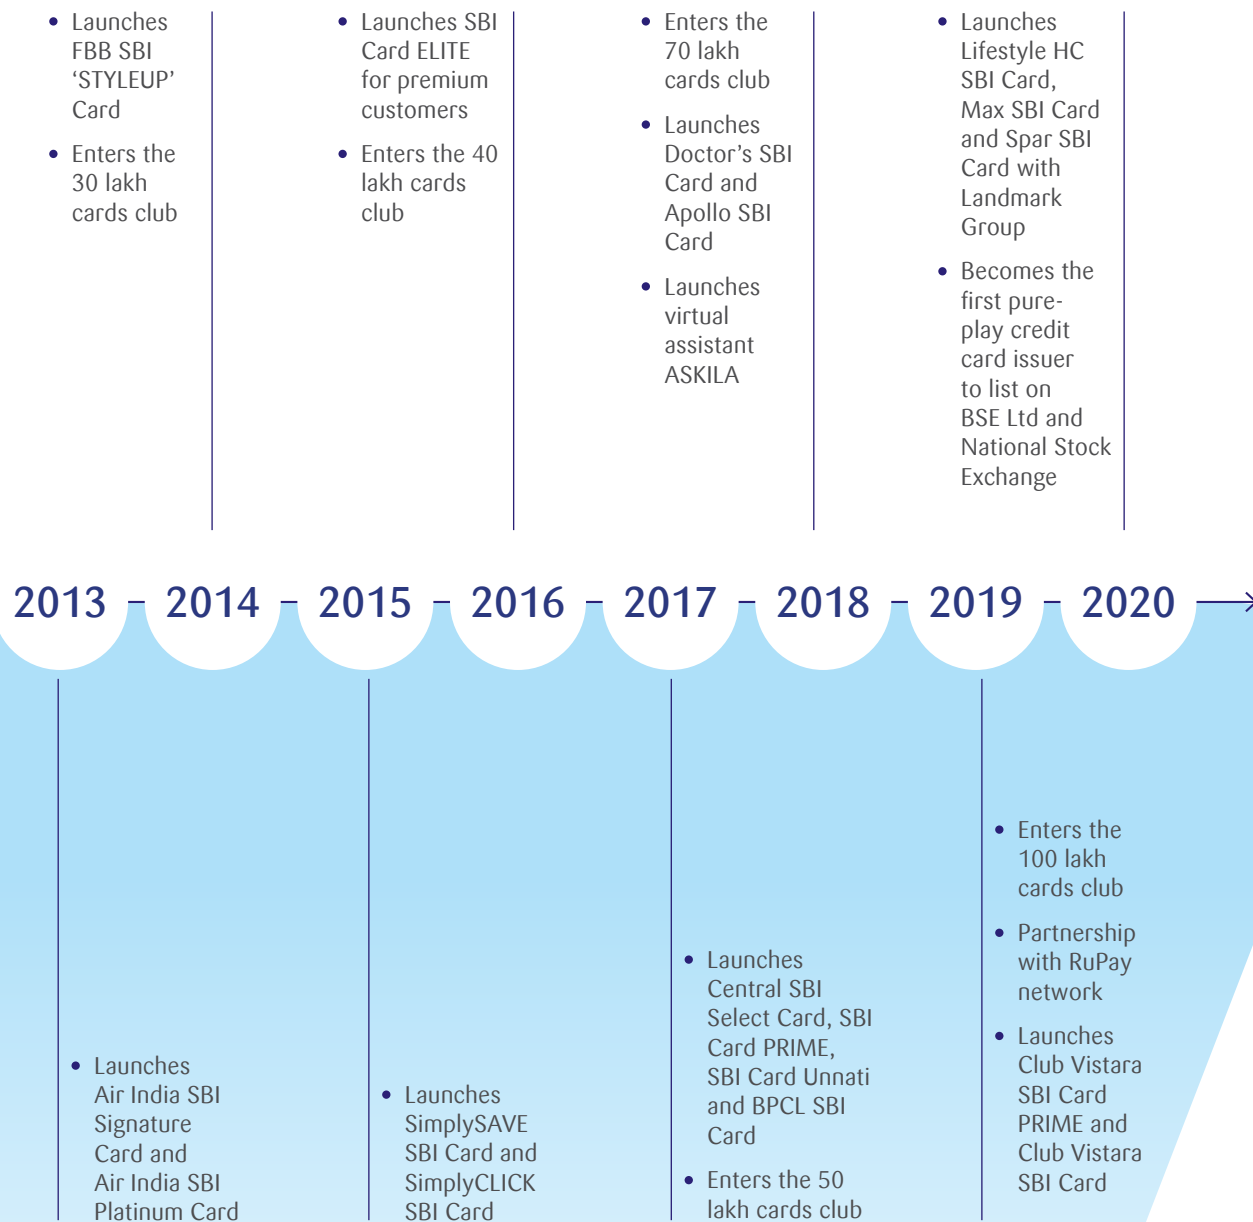 • Launches
FBB SBI
‘STYLEUP’
Card
• Enters the
30 lakh
cards club
• Launches SBI
Card ELITE
for premium
customers
• Enters the 40
lakh cards
club
• Enters the
70 lakh
cards club
• Launches
Doctor’s SBI
Card and
Apollo SBI
Card
• Launches
virtual
assistant
ASKILA
• Launches
Lifestyle HC
SBI Card,
Max SBI Card
and Spar SBI
Card with
Landmark
Group
• Becomes the
first pure-
play credit
card issuer
to list on
BSE Ltd and
National Stock
Exchange
2013 2014 2015 2016 2017 2018 2019 2020
• Launches
Air India SBI
Signature
Card and
Air India SBI
Platinum Card
• Launches
SimplySAVE
SBI Card and
SimplyCLICK
SBI Card
• Launches
Central SBI
Select Card, SBI
Card PRIME,
SBI Card Unnati
and BPCL SBI
Card
• Enters the 50
lakh cards club
• Enters the
100 lakh
cards club
• Partnership
with RuPay
network
• Launches
Club Vistara
SBI Card
PRIME and
Club Vistara
SBI Card